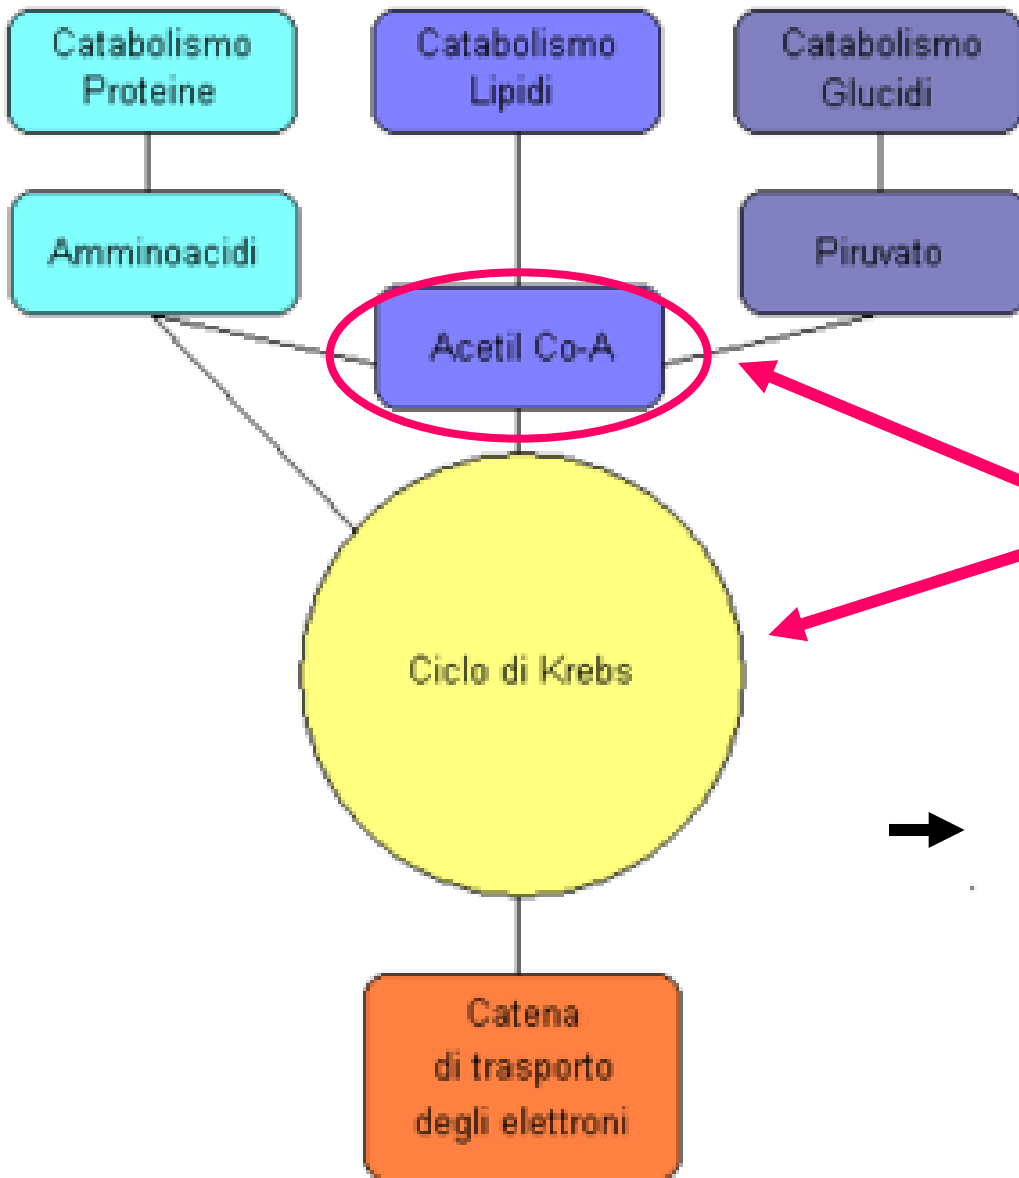 Catabolismo
Proteine
Catabolismo
Lipidi
Catabolismo
Glucidi
Amminoacidi
Piruvato
Acetil Co-A
Ciclo di Krebs
Catena
di trasporto
degli elettroni